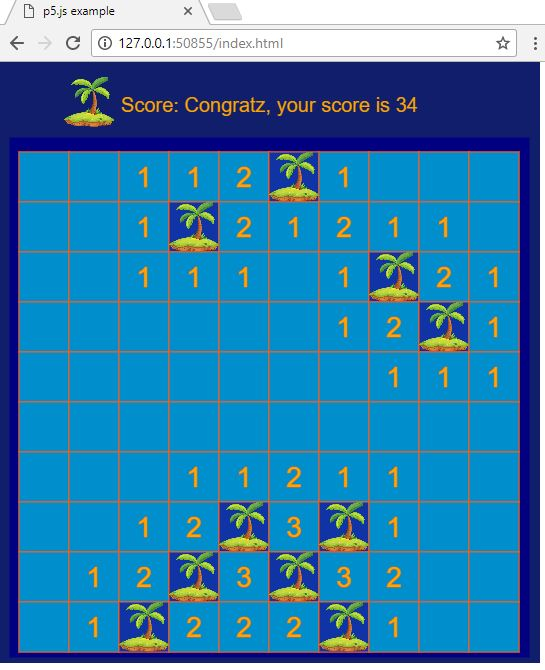 p5.js example
127.0.0.1:50855/index.html
Score: Congratz, your score is 34
1 1 2 1
1 2 1 2 1 1
1 1 1 1 2 1
1 2 1
1 1 1
1 1 2 1 1
1 2 3 1
1 2 3 3 2
1 2 2 2 1